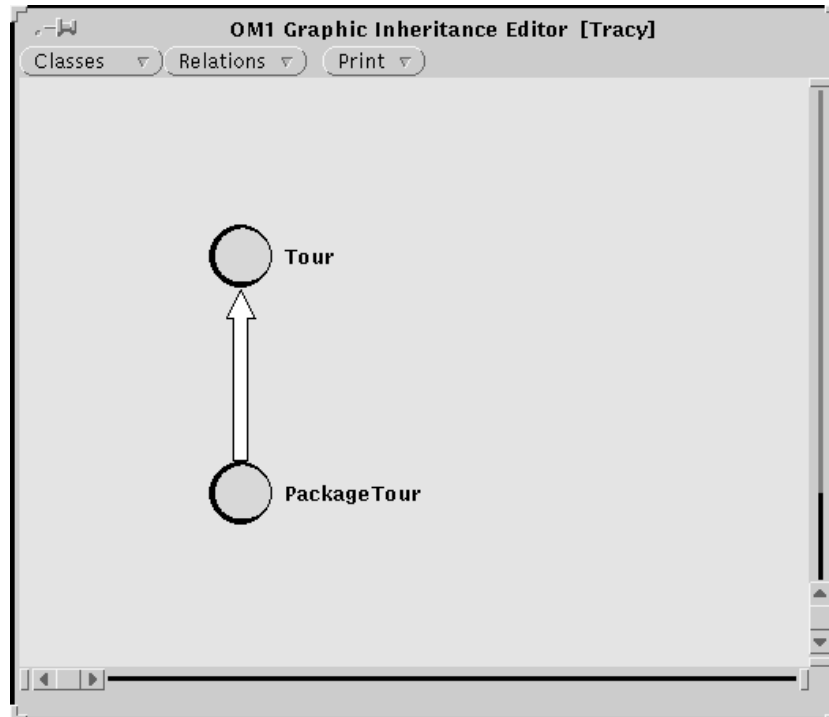 OM1 Graphic Inheritance Editor [Tracy]
Classes Relations Print
Tour
PackageTour